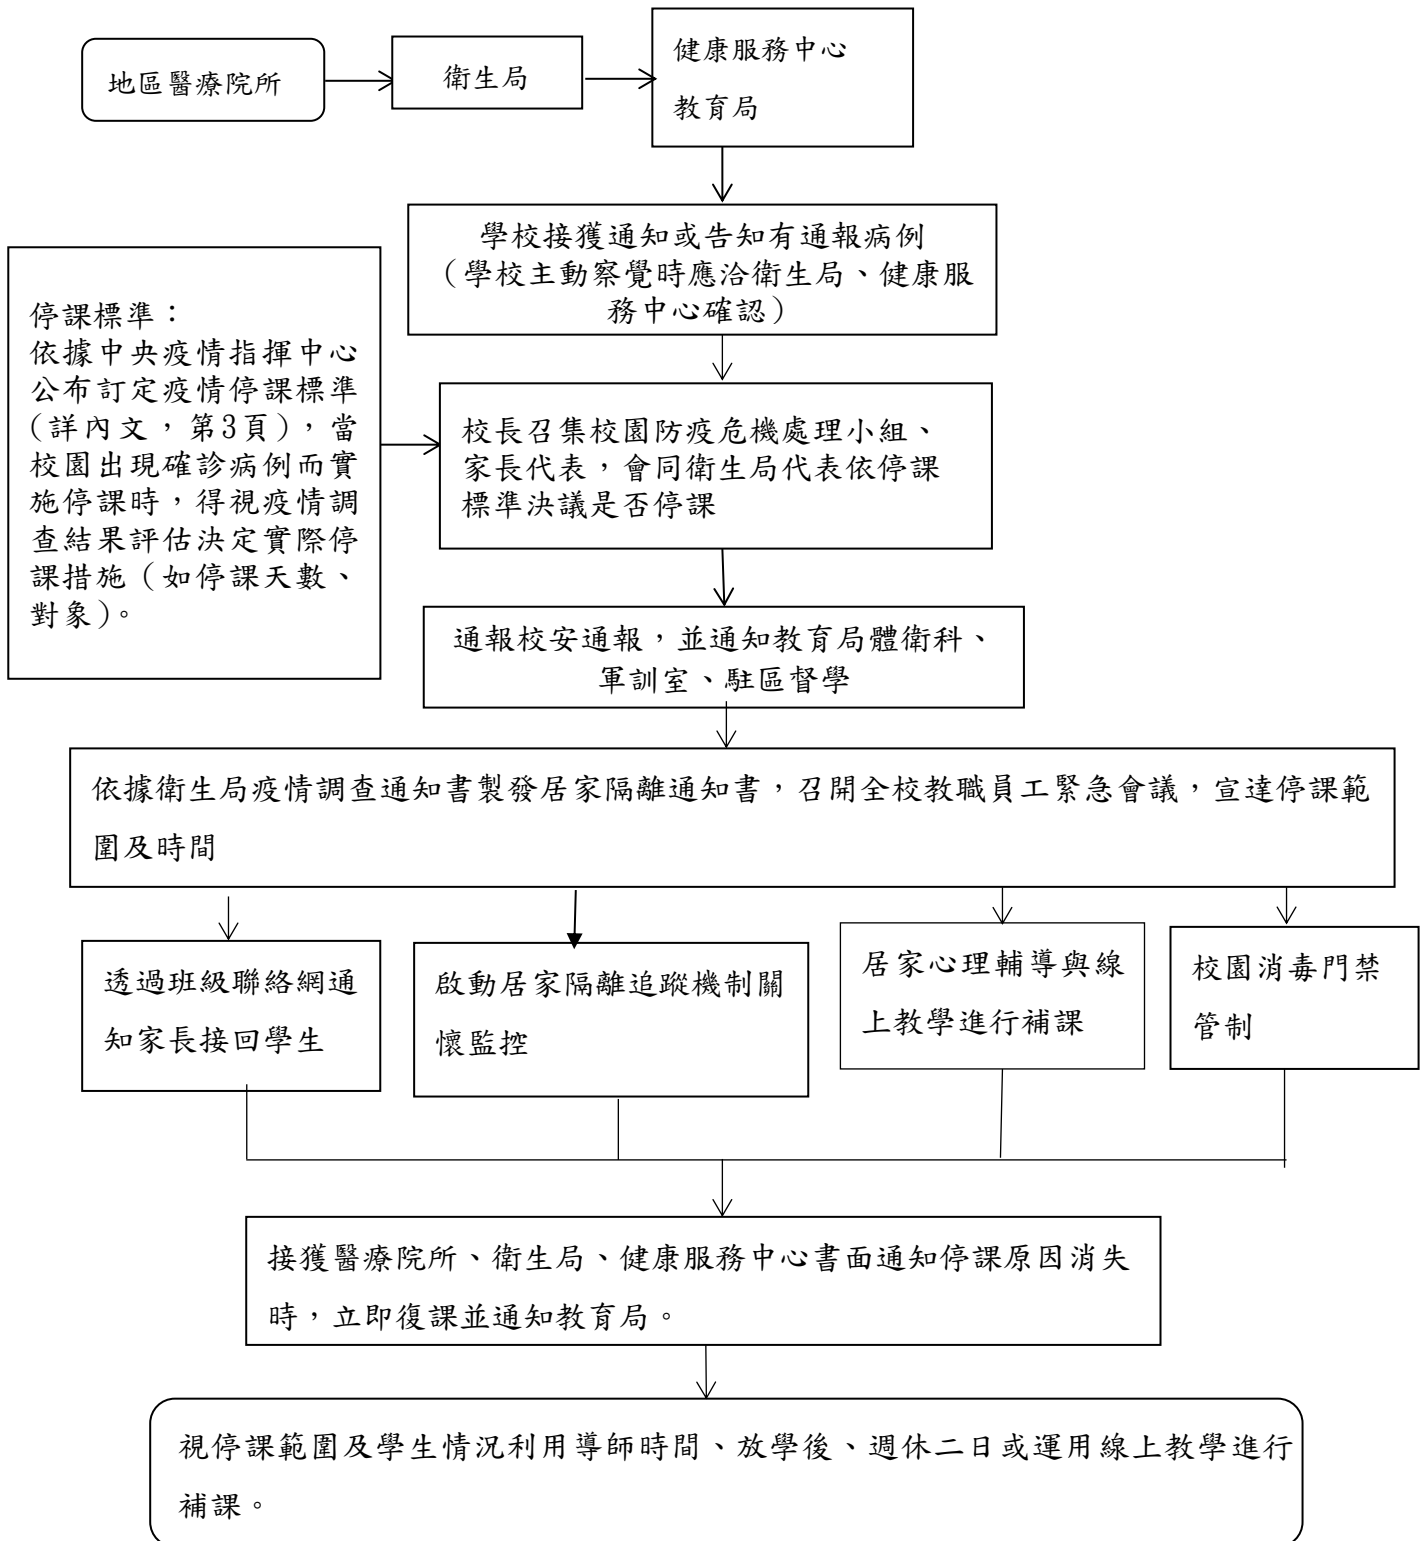 地區醫療院所
衛生局
健康服務中心
教育局
學校接獲通知或告知有通報病例
（學校主動察覺時應洽衛生局、健康服
務中心確認）
停課標準：
依據中央疫情指揮中心
公布訂定疫情停課標準
(詳內文，第3頁)，當
校園出現確診病例而實
施停課時，得視疫情調
查結果評估決定實際停
課措施（如停課天數、
對象）。
校長召集校園防疫危機處理小組、
家長代表，會同衛生局代表依停課
標準決議是否停課
通報校安通報，並通知教育局體衛科、
軍訓室、駐區督學
依據衛生局疫情調查通知書製發居家隔離通知書，召開全校教職員工緊急會議，宣達停課範
圍及時間
透過班級聯絡網通
知家長接回學生
啟動居家隔離追蹤機制關
懷監控
居家心理輔導與線
上教學進行補課
校園消毒門禁
管制
接獲醫療院所、衛生局、健康服務中心書面通知停課原因消失
時，立即復課並通知教育局。
視停課範圍及學生情況利用導師時間、放學後、週休二日或運用線上教學進行
補課。